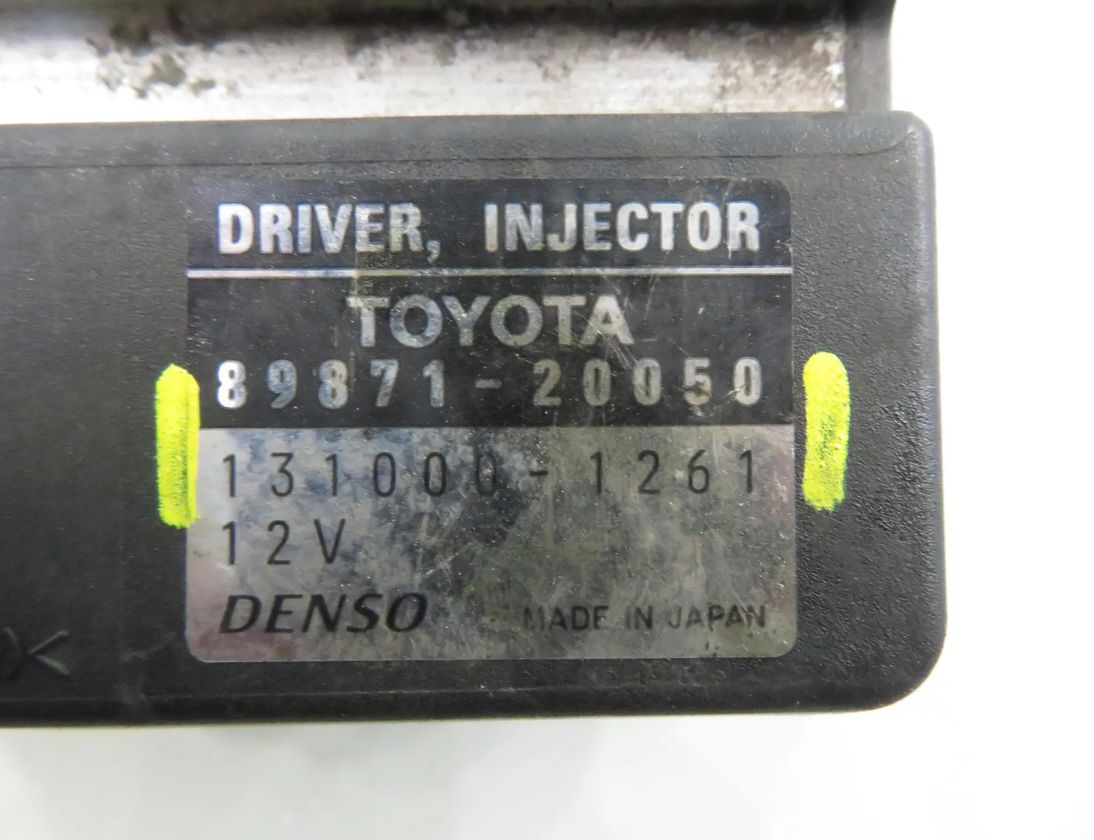 DRIVER, INJECTOR
TOYOTA
89871-20050
131000-1261
12V
DENSO MADE IN JAPAN